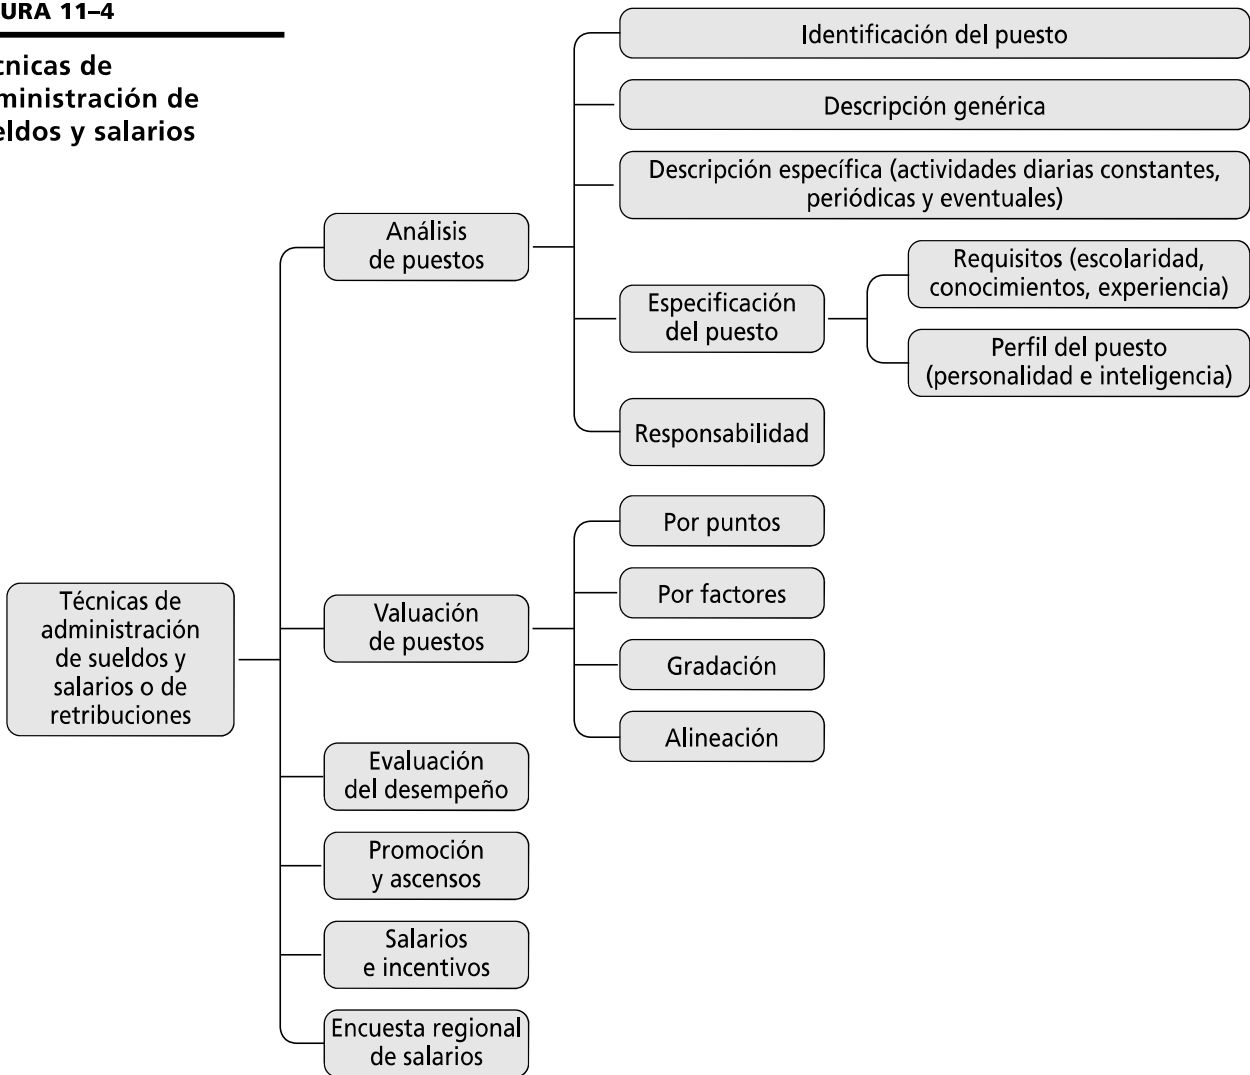 URA 11–4
cnicas de
ministración de
eldos y salarios
Identificación del puesto
Descripción genérica
Descripción específica (actividades diarias constantes,
periódicas y eventuales)
Análisis
de puestos
Especificación
del puesto
Requisitos (escolaridad,
conocimientos, experiencia)
Perfil del puesto
(personalidad e inteligencia)
Responsabilidad
Técnicas de
administración
de sueldos y
salarios o de
retribuciones
Valuación
de puestos
Por puntos
Por factores
Gradación
Alineación
Evaluación
del desempeño
Promoción
y ascensos
Salarios
e incentivos
Encuesta regional
de salarios